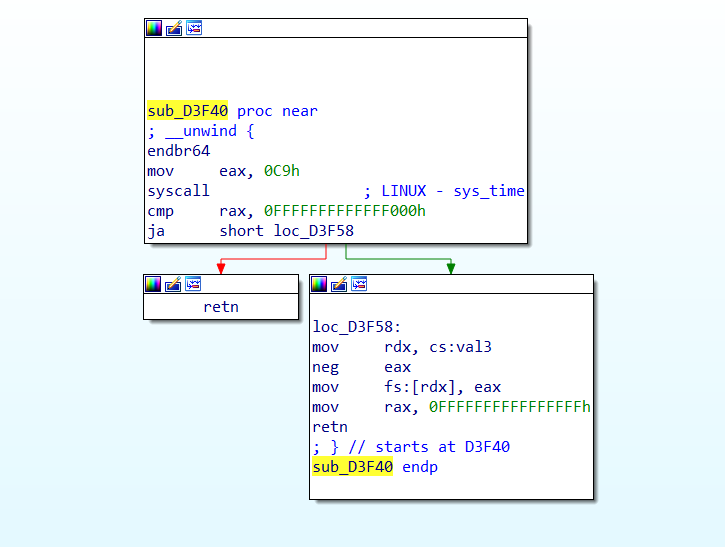 sub_D3F40 proc near
; __unwind {
endbr64
mov     eax, 0C9h
syscall                 ; LINUX - sys_time
cmp     rax, 0FFFFFFFFFFFFF000h
ja      short loc_D3F58
retn
loc_D3F58:
mov     rdx, cs:val3
neg     eax
mov     fs:[rdx], eax
mov     rax, 0FFFFFFFFFFFFFFFFh
retn
; } // starts at D3F40
sub_D3F40 endp